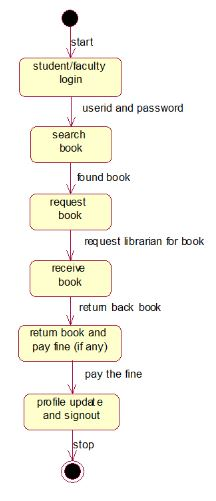 start
student/faculty
login
userid and password
search
book
found book
request
book
request librarian for book
receive
book
return back book
return book and
pay fine (if any)
pay the fine
profile update
and signout
stop